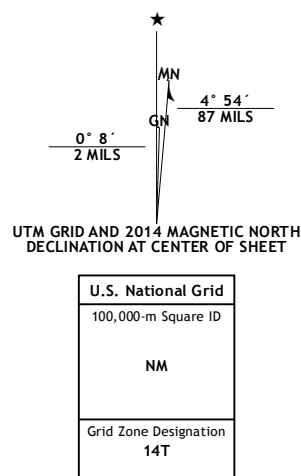 MN
GN
4° 54´
87 MILS
0° 8´
2 MILS
UTM GRID AND 2014 MAGNETIC NORTH
DECLINATION AT CENTER OF SHEET
U.S. National Grid
100,000-m Square ID
NM
Grid Zone Designation
14T